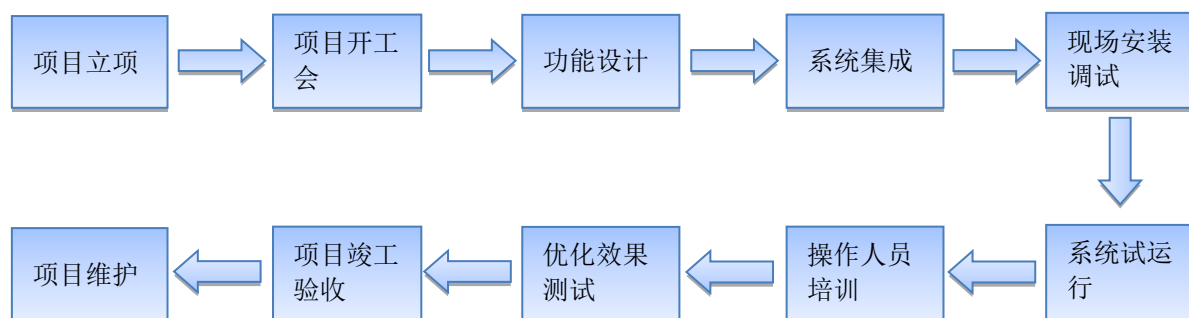 项目立项
项目开工
会
功能设计
系统集成
现场安装
调试
系统试运
行
操作人员
培训
优化效果
测试
项目竣工
验收
项目维护